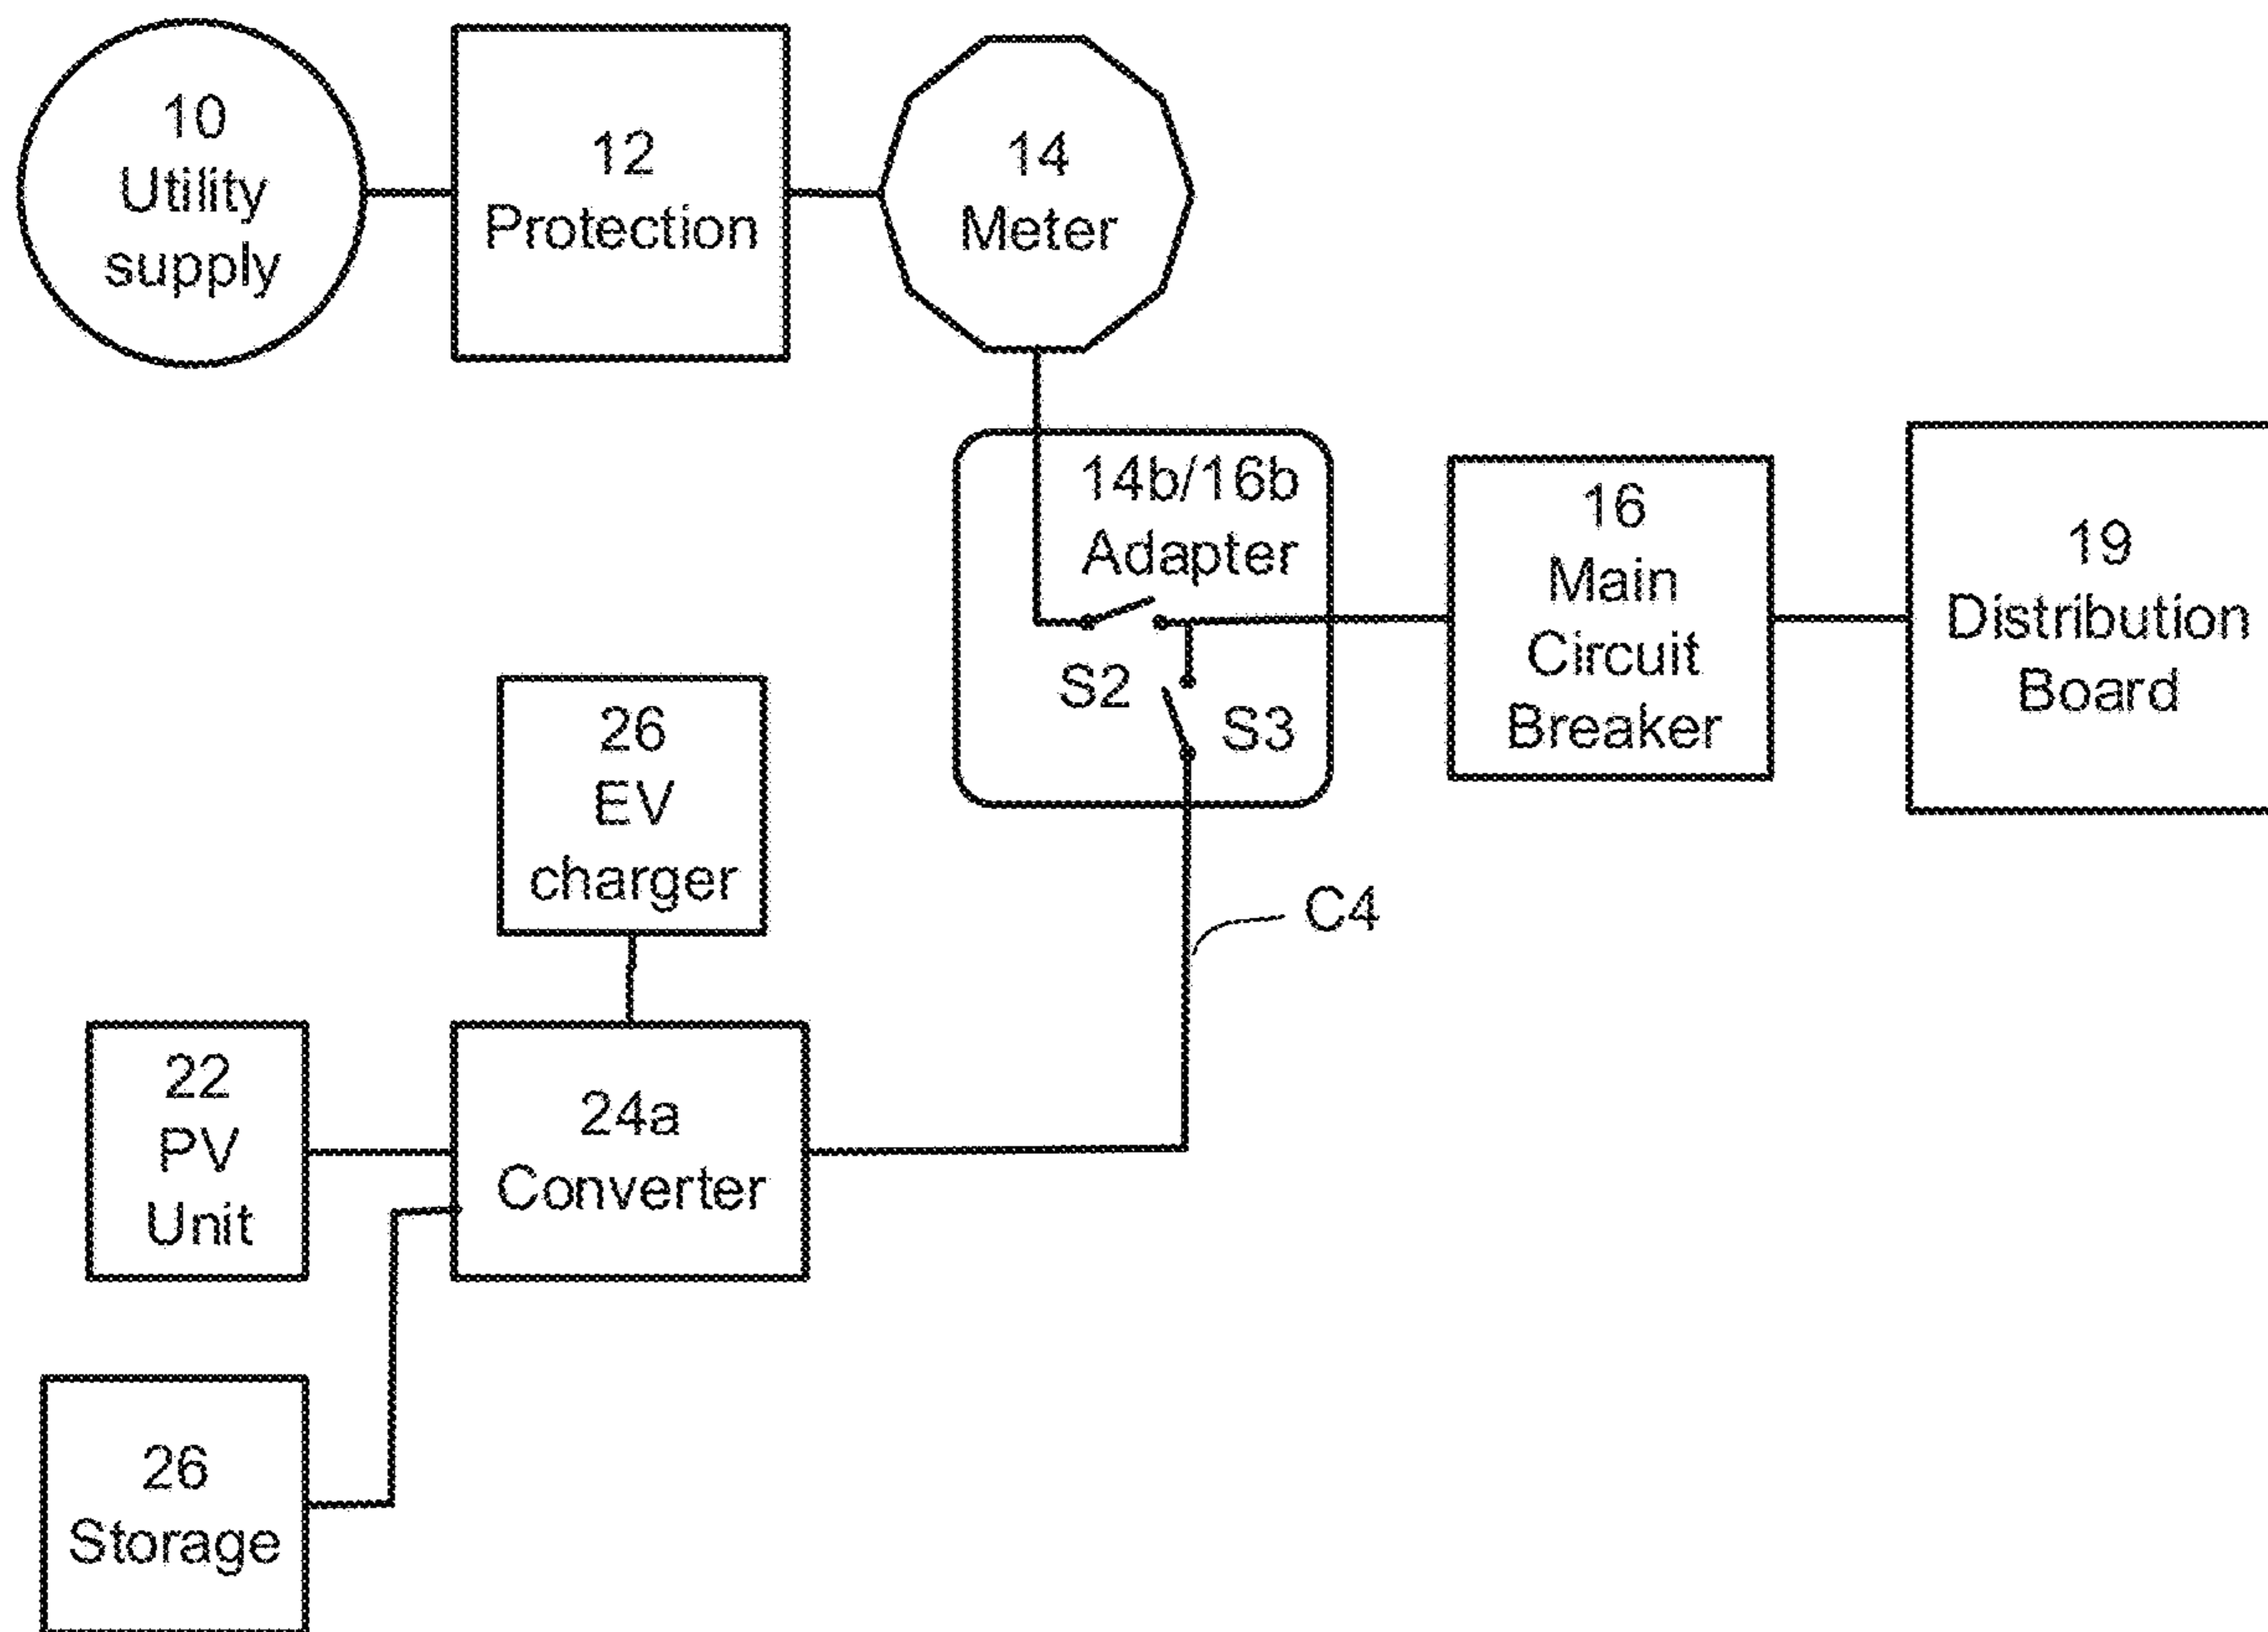 10
Utility
supply
12
Protection
14
Meter
14b/16b
Adapter
S2
S3
16
Main
Circuit
Breaker
19
Distribution
Board
26
EV
charger
C4
22
PV
Unit
24a
Converter
26
Storage